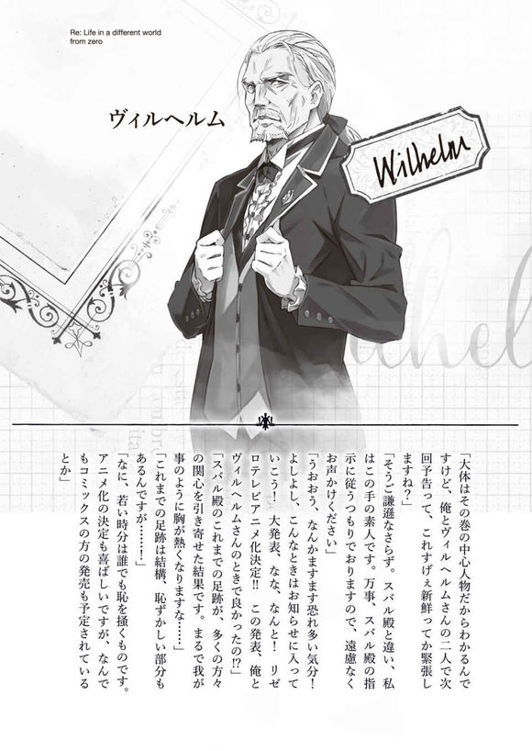 Re: Life in a different world
from zero
ヴィルヘルム
Wilhelm
「大体はその巻の中心人物だからわかるんで
すけど、俺とヴィルヘルムさんの二人で次
回予告って、これすげぇ新鮮ってか緊張し
ますね？」
「そうご謙遜なさらず。スバル殿と違い、私
はこの手の素人です。万事、スバル殿の指
示に従うつもりでおりますので、遠慮なく
お声かけください」
「うおおう、なんかますます恐れ多い気分！
よしよし、こんなときはお知らせに入って
いこう！　大発表、なな、なんと！　リゼ
ロテレビアニメ化決定!!　この発表、俺と
ヴィルヘルムさんのときで良かったの!?」
「スバル殿のこれまでの足跡が、多くの方々
の関心を引き寄せた結果です。まるで我が
事のように胸が熱くなりますな……」
「これまでの足跡は結構、恥ずかしい部分も
あるんですが……！」
「なに、若い時分は誰でも恥を掻くものです。
アニメ化の決定も喜ばしいですが、なんで
もコミックスの方の発売も予定されている
とか」